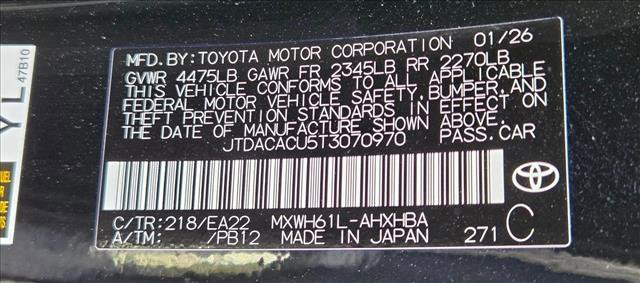 MFD. BY: TOYOTA MOTOR CORPORATION 01/26
GVWR 4475LB GAWR FR 2345LB RR 2270LB
THIS VEHICLE CONFORMS TO ALL APPLICABLE
FEDERAL MOTOR VEHICLE SAFETY, BUMPER, AND
THEFT PREVENTION STANDARDS IN EFFECT ON
THE DATE OF MANUFACTURE SHOWN ABOVE.
JTDACACU5T3070970 PASS. CAR
C/TR: 218/EA22 MXWH61L-AHXHBA C
A/TM: /PB12 MADE IN JAPAN 271
YL
47B10